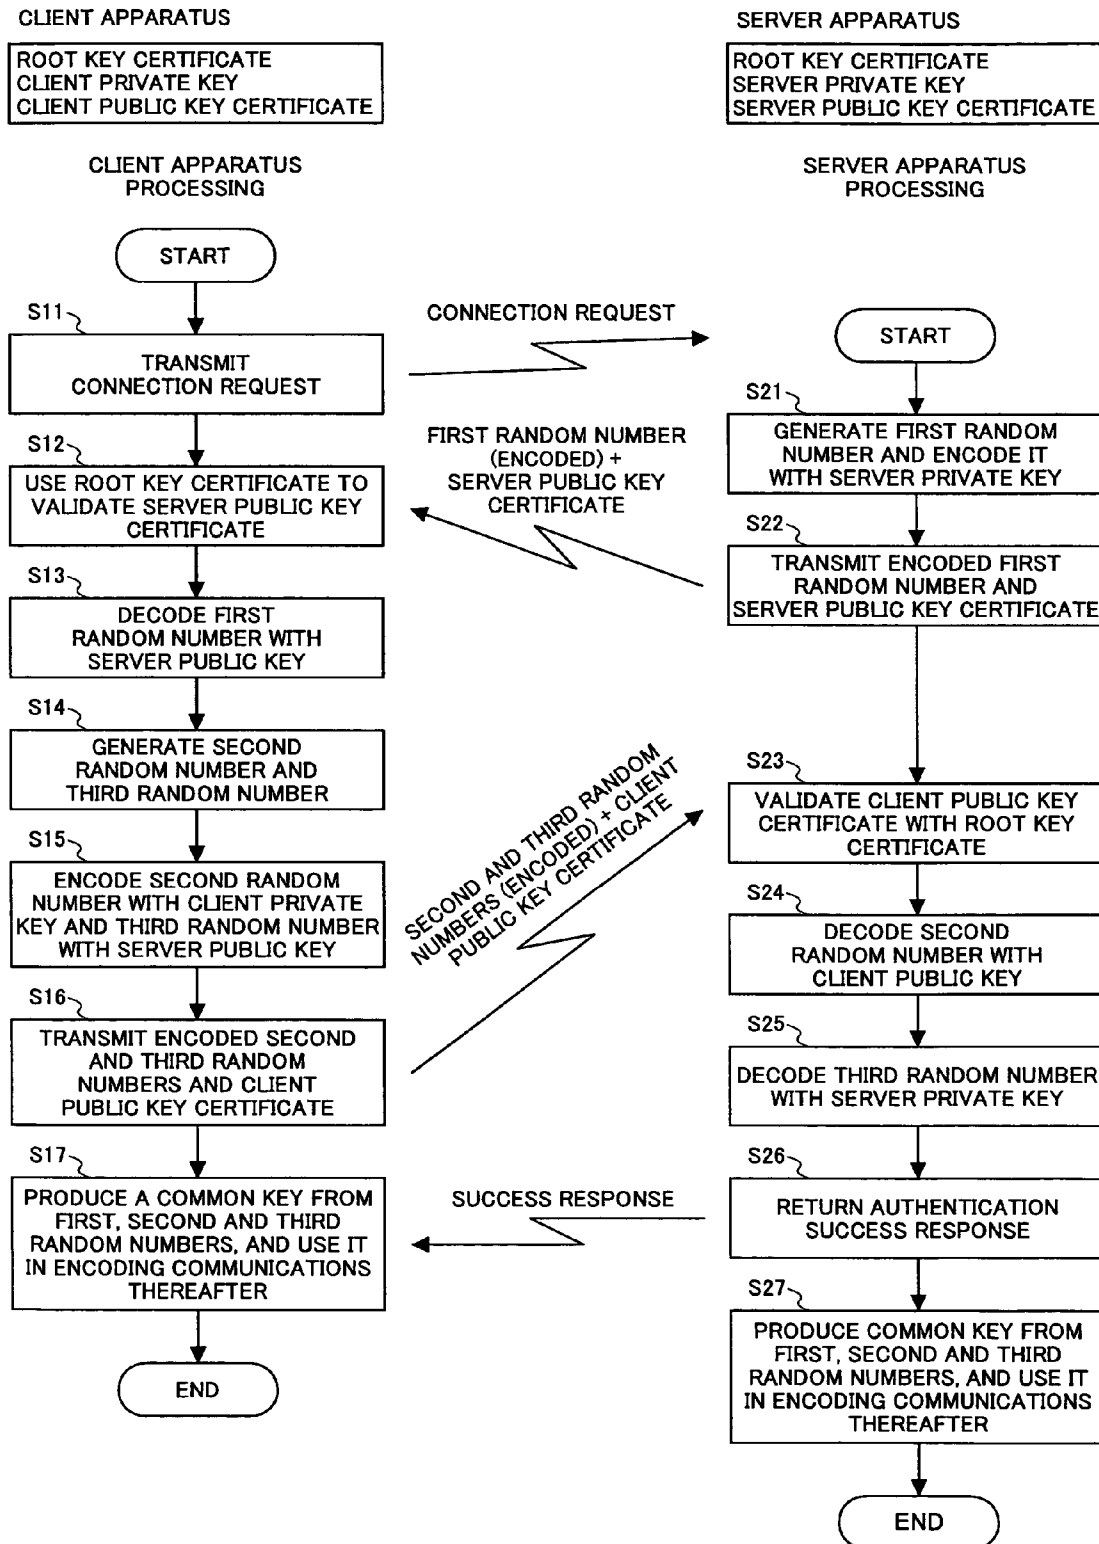 CLIENT APPARATUS
ROOT KEY CERTIFICATE
CLIENT PRIVATE KEY
CLIENT PUBLIC KEY CERTIFICATE
SERVER APPARATUS
ROOT KEY CERTIFICATE
SERVER PRIVATE KEY
SERVER PUBLIC KEY CERTIFICATE
CLIENT APPARATUS
PROCESSING
SERVER APPARATUS
PROCESSING
START
S11
TRANSMIT
CONNECTION REQUEST
CONNECTION REQUEST
START
S21
GENERATE FIRST RANDOM
NUMBER AND ENCODE IT
WITH SERVER PRIVATE KEY
S22
TRANSMIT ENCODED FIRST
RANDOM NUMBER AND
SERVER PUBLIC KEY CERTIFICATE
FIRST RANDOM NUMBER
(ENCODED) +
SERVER PUBLIC KEY
CERTIFICATE
S12
USE ROOT KEY CERTIFICATE TO
VALIDATE SERVER PUBLIC KEY
CERTIFICATE
S13
DECODE FIRST
RANDOM NUMBER WITH
SERVER PUBLIC KEY
S14
GENERATE SECOND
RANDOM NUMBER AND
THIRD RANDOM NUMBER
S15
ENCODE SECOND RANDOM
NUMBER WITH CLIENT PRIVATE
KEY AND THIRD RANDOM NUMBER
WITH SERVER PUBLIC KEY
S16
TRANSMIT ENCODED SECOND
AND THIRD RANDOM
NUMBERS AND CLIENT
PUBLIC KEY CERTIFICATE
SECOND AND THIRD RANDOM
NUMBERS (ENCODED) + CLIENT
PUBLIC KEY CERTIFICATE
S23
VALIDATE CLIENT PUBLIC KEY
CERTIFICATE WITH ROOT KEY
CERTIFICATE
S24
DECODE SECOND
RANDOM NUMBER WITH
CLIENT PUBLIC KEY
S25
DECODE THIRD RANDOM NUMBER
WITH SERVER PRIVATE KEY
S26
RETURN AUTHENTICATION
SUCCESS RESPONSE
SUCCESS RESPONSE
S17
PRODUCE A COMMON KEY FROM
FIRST, SECOND AND THIRD
RANDOM NUMBERS, AND USE IT
IN ENCODING COMMUNICATIONS
THEREAFTER
END
S27
PRODUCE COMMON KEY FROM
FIRST, SECOND AND THIRD
RANDOM NUMBERS, AND USE IT
IN ENCODING COMMUNICATIONS
THEREAFTER
END